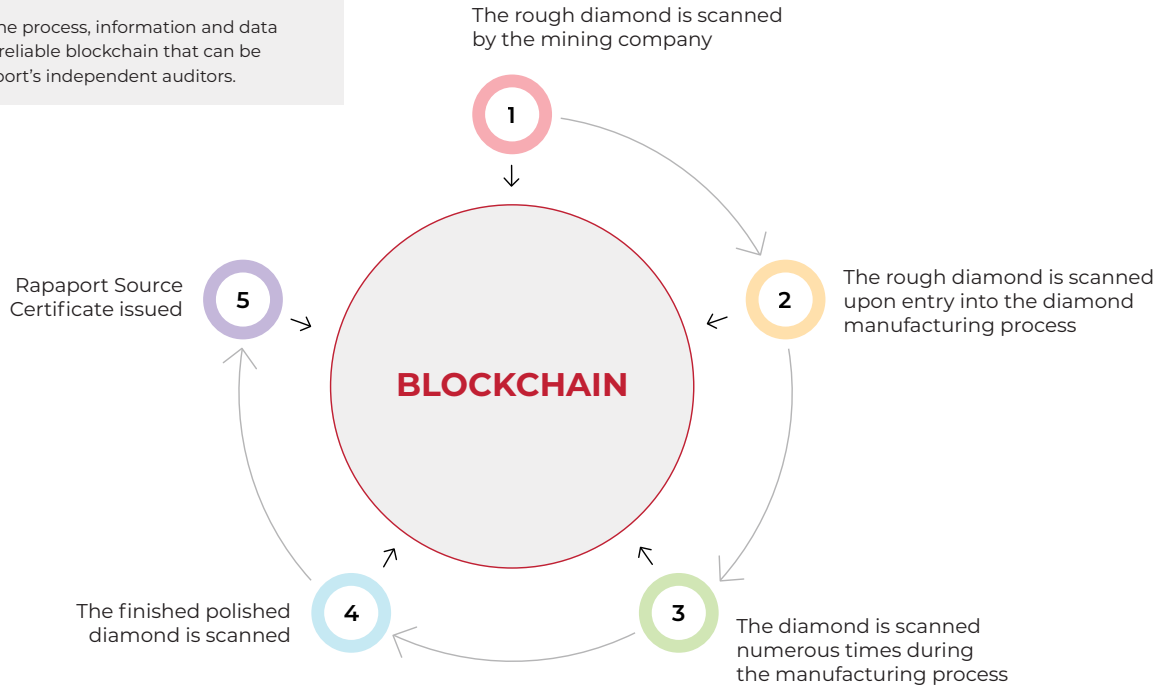 he process, information and data
reliable blockchain that can be
port's independent auditors.
The rough diamond is scanned
by the mining company
1
2
The rough diamond is scanned
upon entry into the diamond
manufacturing process
3
The diamond is scanned
numerous times during
the manufacturing process
4
The finished polished
diamond is scanned
5
Rapaport Source
Certificate issued
BLOCKCHAIN